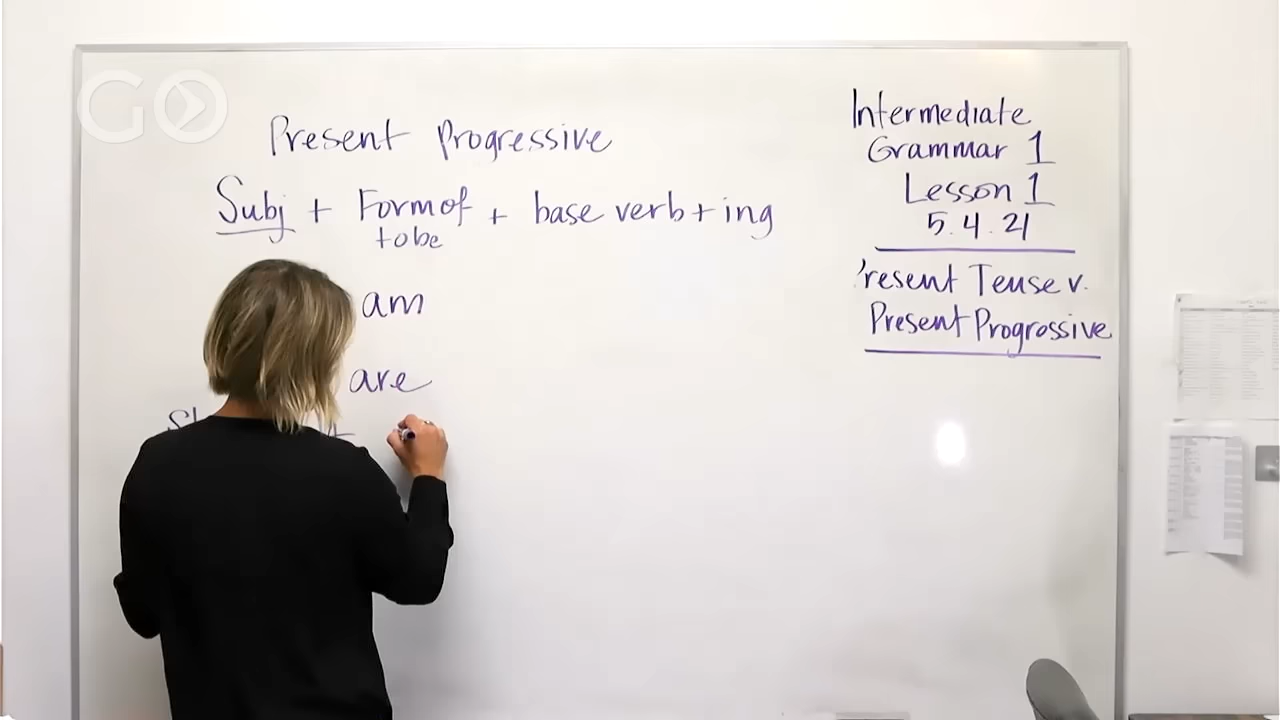 GO
Present Progressive
Subj + Form of + base verb + ing
to be
am
are
Intermediate
Grammar 1
Lesson 1
5.4.21
resent Tense v.
Present Progressive